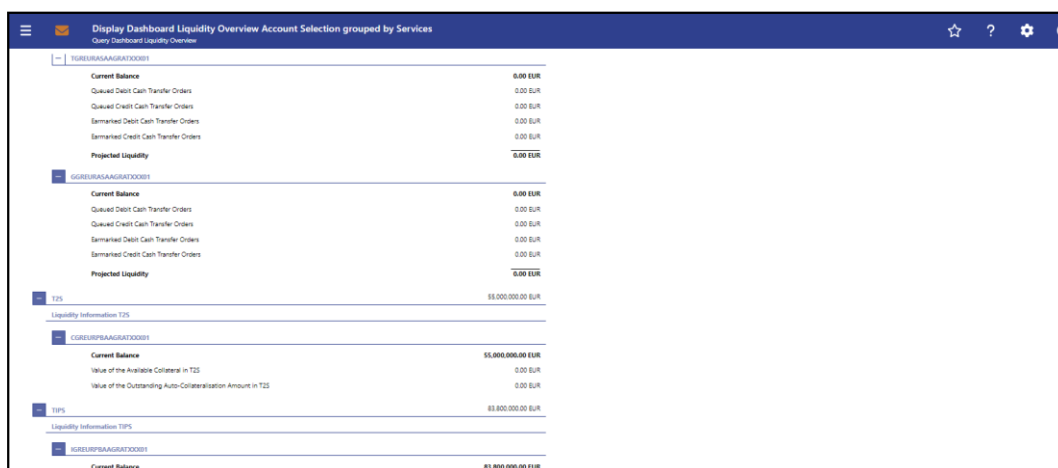 Display Dashboard Liquidity Overview Account Selection grouped by Services
Query Dashboard Liquidity Overview
TGREURASAAGRATXXXI01
Current Balance 0.00 EUR
Queued Debit Cash Transfer Orders 0.00 EUR
Queued Credit Cash Transfer Orders 0.00 EUR
Earmarked Debit Cash Transfer Orders 0.00 EUR
Earmarked Credit Cash Transfer Orders 0.00 EUR
Projected Liquidity 0.00 EUR
GGREURASAAGRATXXXI01
Current Balance 0.00 EUR
Queued Debit Cash Transfer Orders 0.00 EUR
Queued Credit Cash Transfer Orders 0.00 EUR
Earmarked Debit Cash Transfer Orders 0.00 EUR
Earmarked Credit Cash Transfer Orders 0.00 EUR
Projected Liquidity 0.00 EUR
T2S 55,000,000.00 EUR
Liquidity Information T2S
CGREURPBAAGRATXXXI01
Current Balance 55,000,000.00 EUR
Value of the Available Collateral in T2S 0.00 EUR
Value of the Outstanding Auto-Collateralisation Amount in T2S 0.00 EUR
TIPS 83,800,000.00 EUR
Liquidity Information TIPS
IGREURPBAAGRATXXXI01
Current Balance 83,800,000.00 EUR